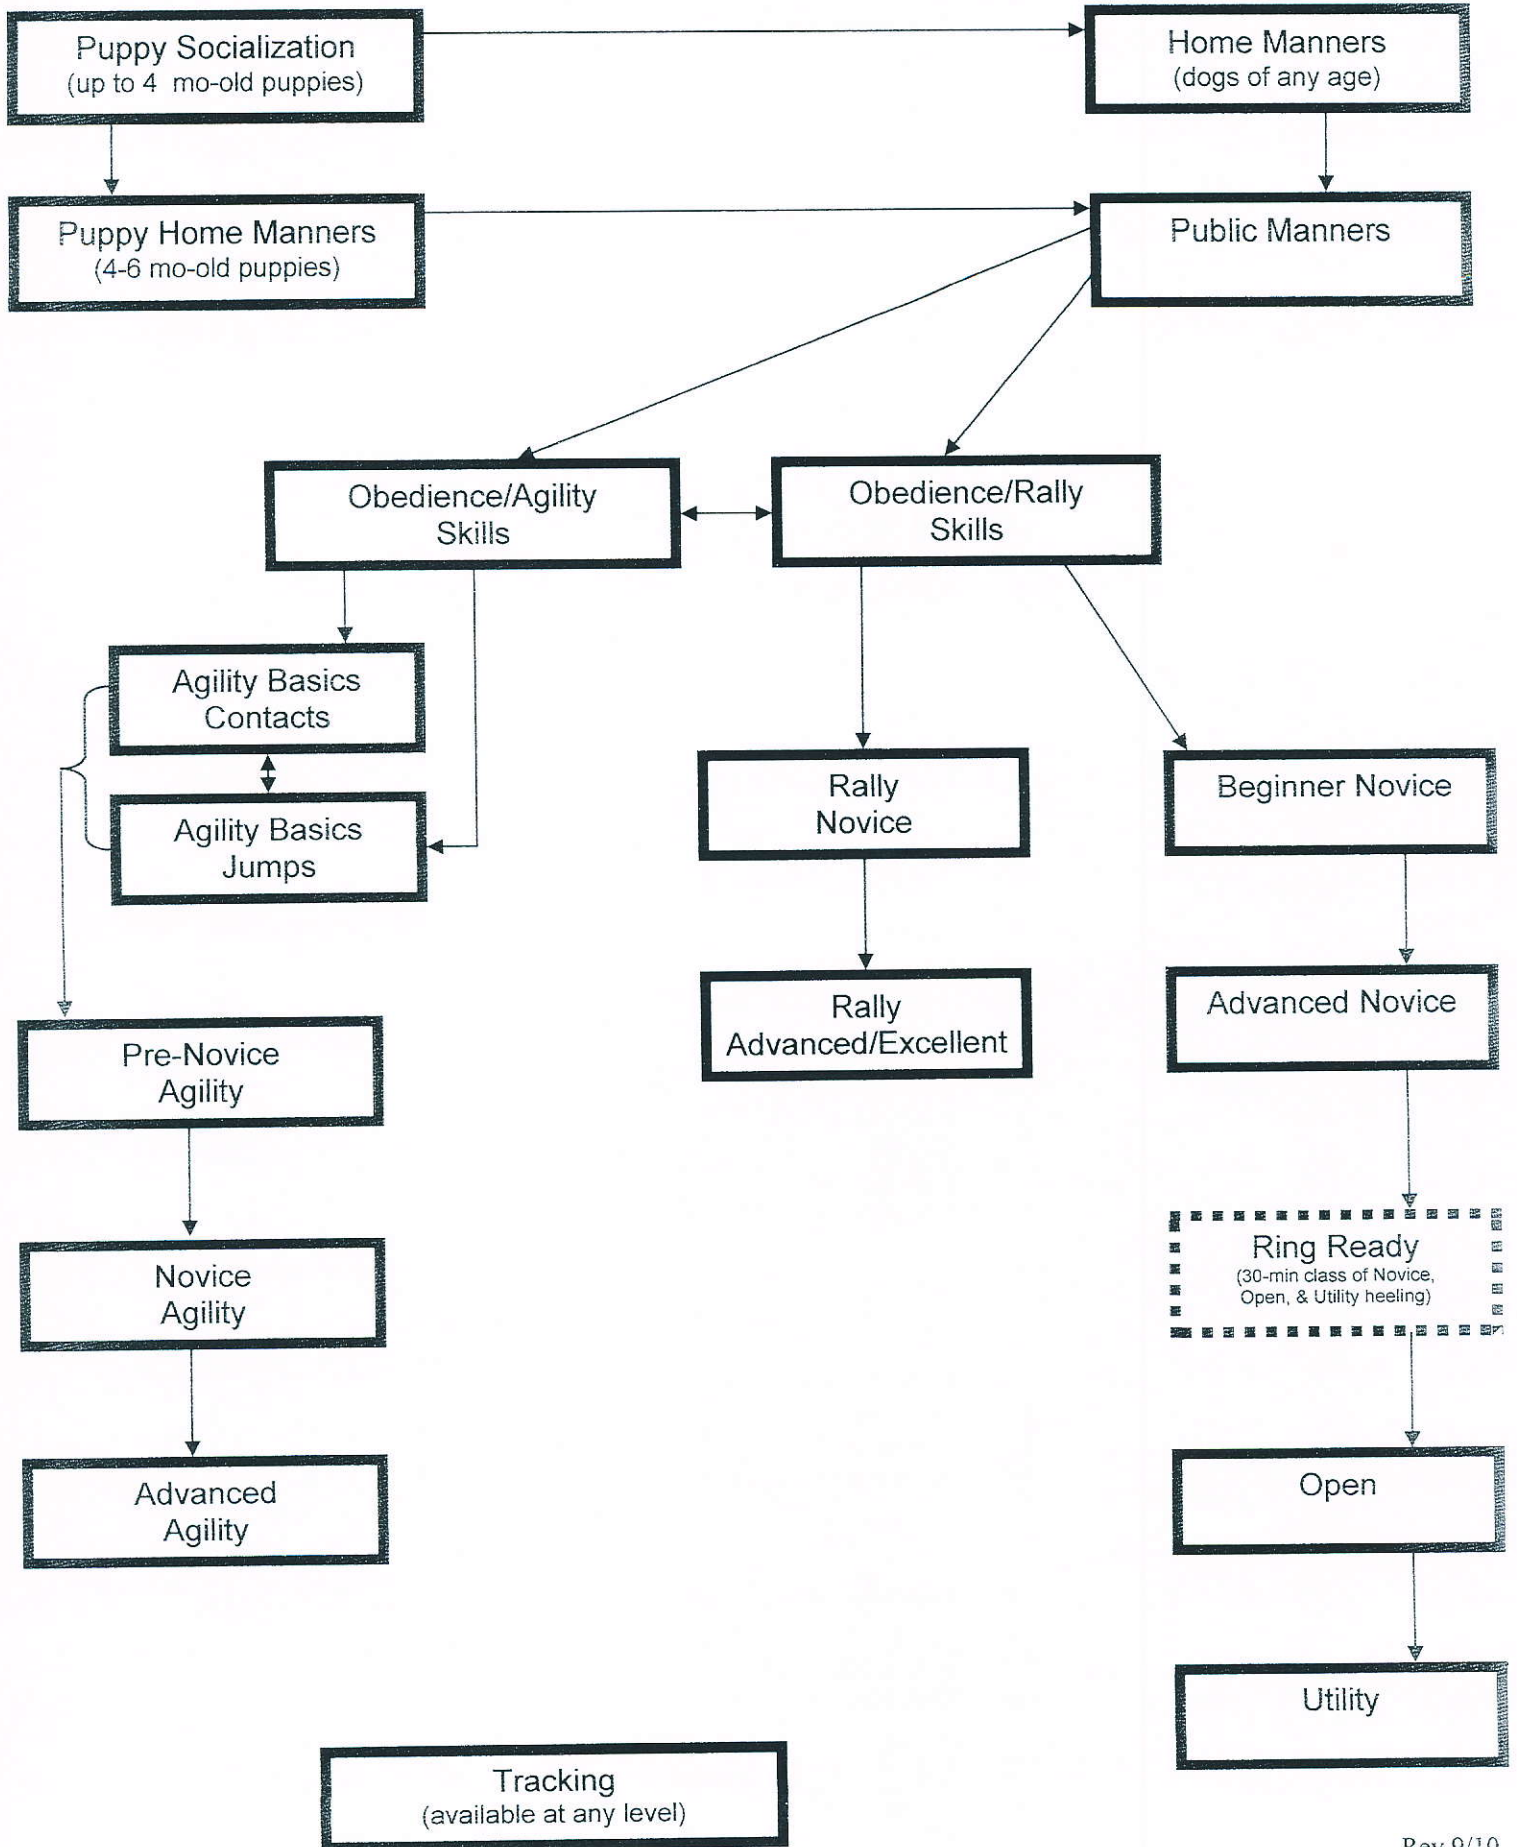 Puppy Socialization
(up to 4 mo-old puppies)
Home Manners
(dogs of any age)
Puppy Home Manners
(4-6 mo-old puppies)
Public Manners
Obedience/Agility
Skills
Obedience/Rally
Skills
Agility Basics
Contacts
Agility Basics
Jumps
Rally
Novice
Beginner Novice
Rally
Advanced/Excellent
Advanced Novice
Pre-Novice
Agility
Novice
Agility
Ring Ready
(30-min class of Novice,
Open, & Utility heeling)
Advanced
Agility
Open
Utility
Tracking
(available at any level)
Rev 9/10